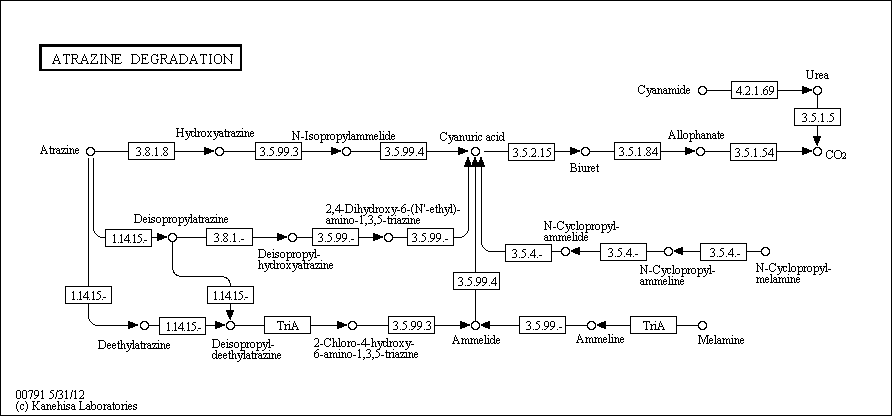 ATRAZINE DEGRADATION
Urea
Cyanamide
4.2.1.69
3.5.1.5
Hydroxyatrazine
N-Isopropylammelide
Cyanuric acid
Allophanate
Atrazine
3.8.1.8
3.5.99.3
3.5.99.4
3.5.2.15
Biuret
3.5.1.84
3.5.1.54
CO2
Deisopropylatrazine
2,4-Dihydroxy-6-(N'-ethyl)-
amino-1,3,5-triazine
1.14.15.-
3.8.1.-
Deisopropyl-
hydroxyatrazine
3.5.99.-
3.5.99.-
N-Cyclopropyl-
ammelide
3.5.4.-
3.5.4.-
3.5.4.-
N-Cyclopropyl-
ammeline
N-Cyclopropyl-
melamine
1.14.15.-
1.14.15.-
3.5.99.4
Deethylatrazine
1.14.15.-
Deisopropyl-
deethylatrazine
TriA
2-Chloro-4-hydroxy-
6-amino-1,3,5-triazine
3.5.99.3
Ammelide
3.5.99.-
Ammeline
TriA
Melamine
00791 5/31/12
(c) Kanehisa Laboratories